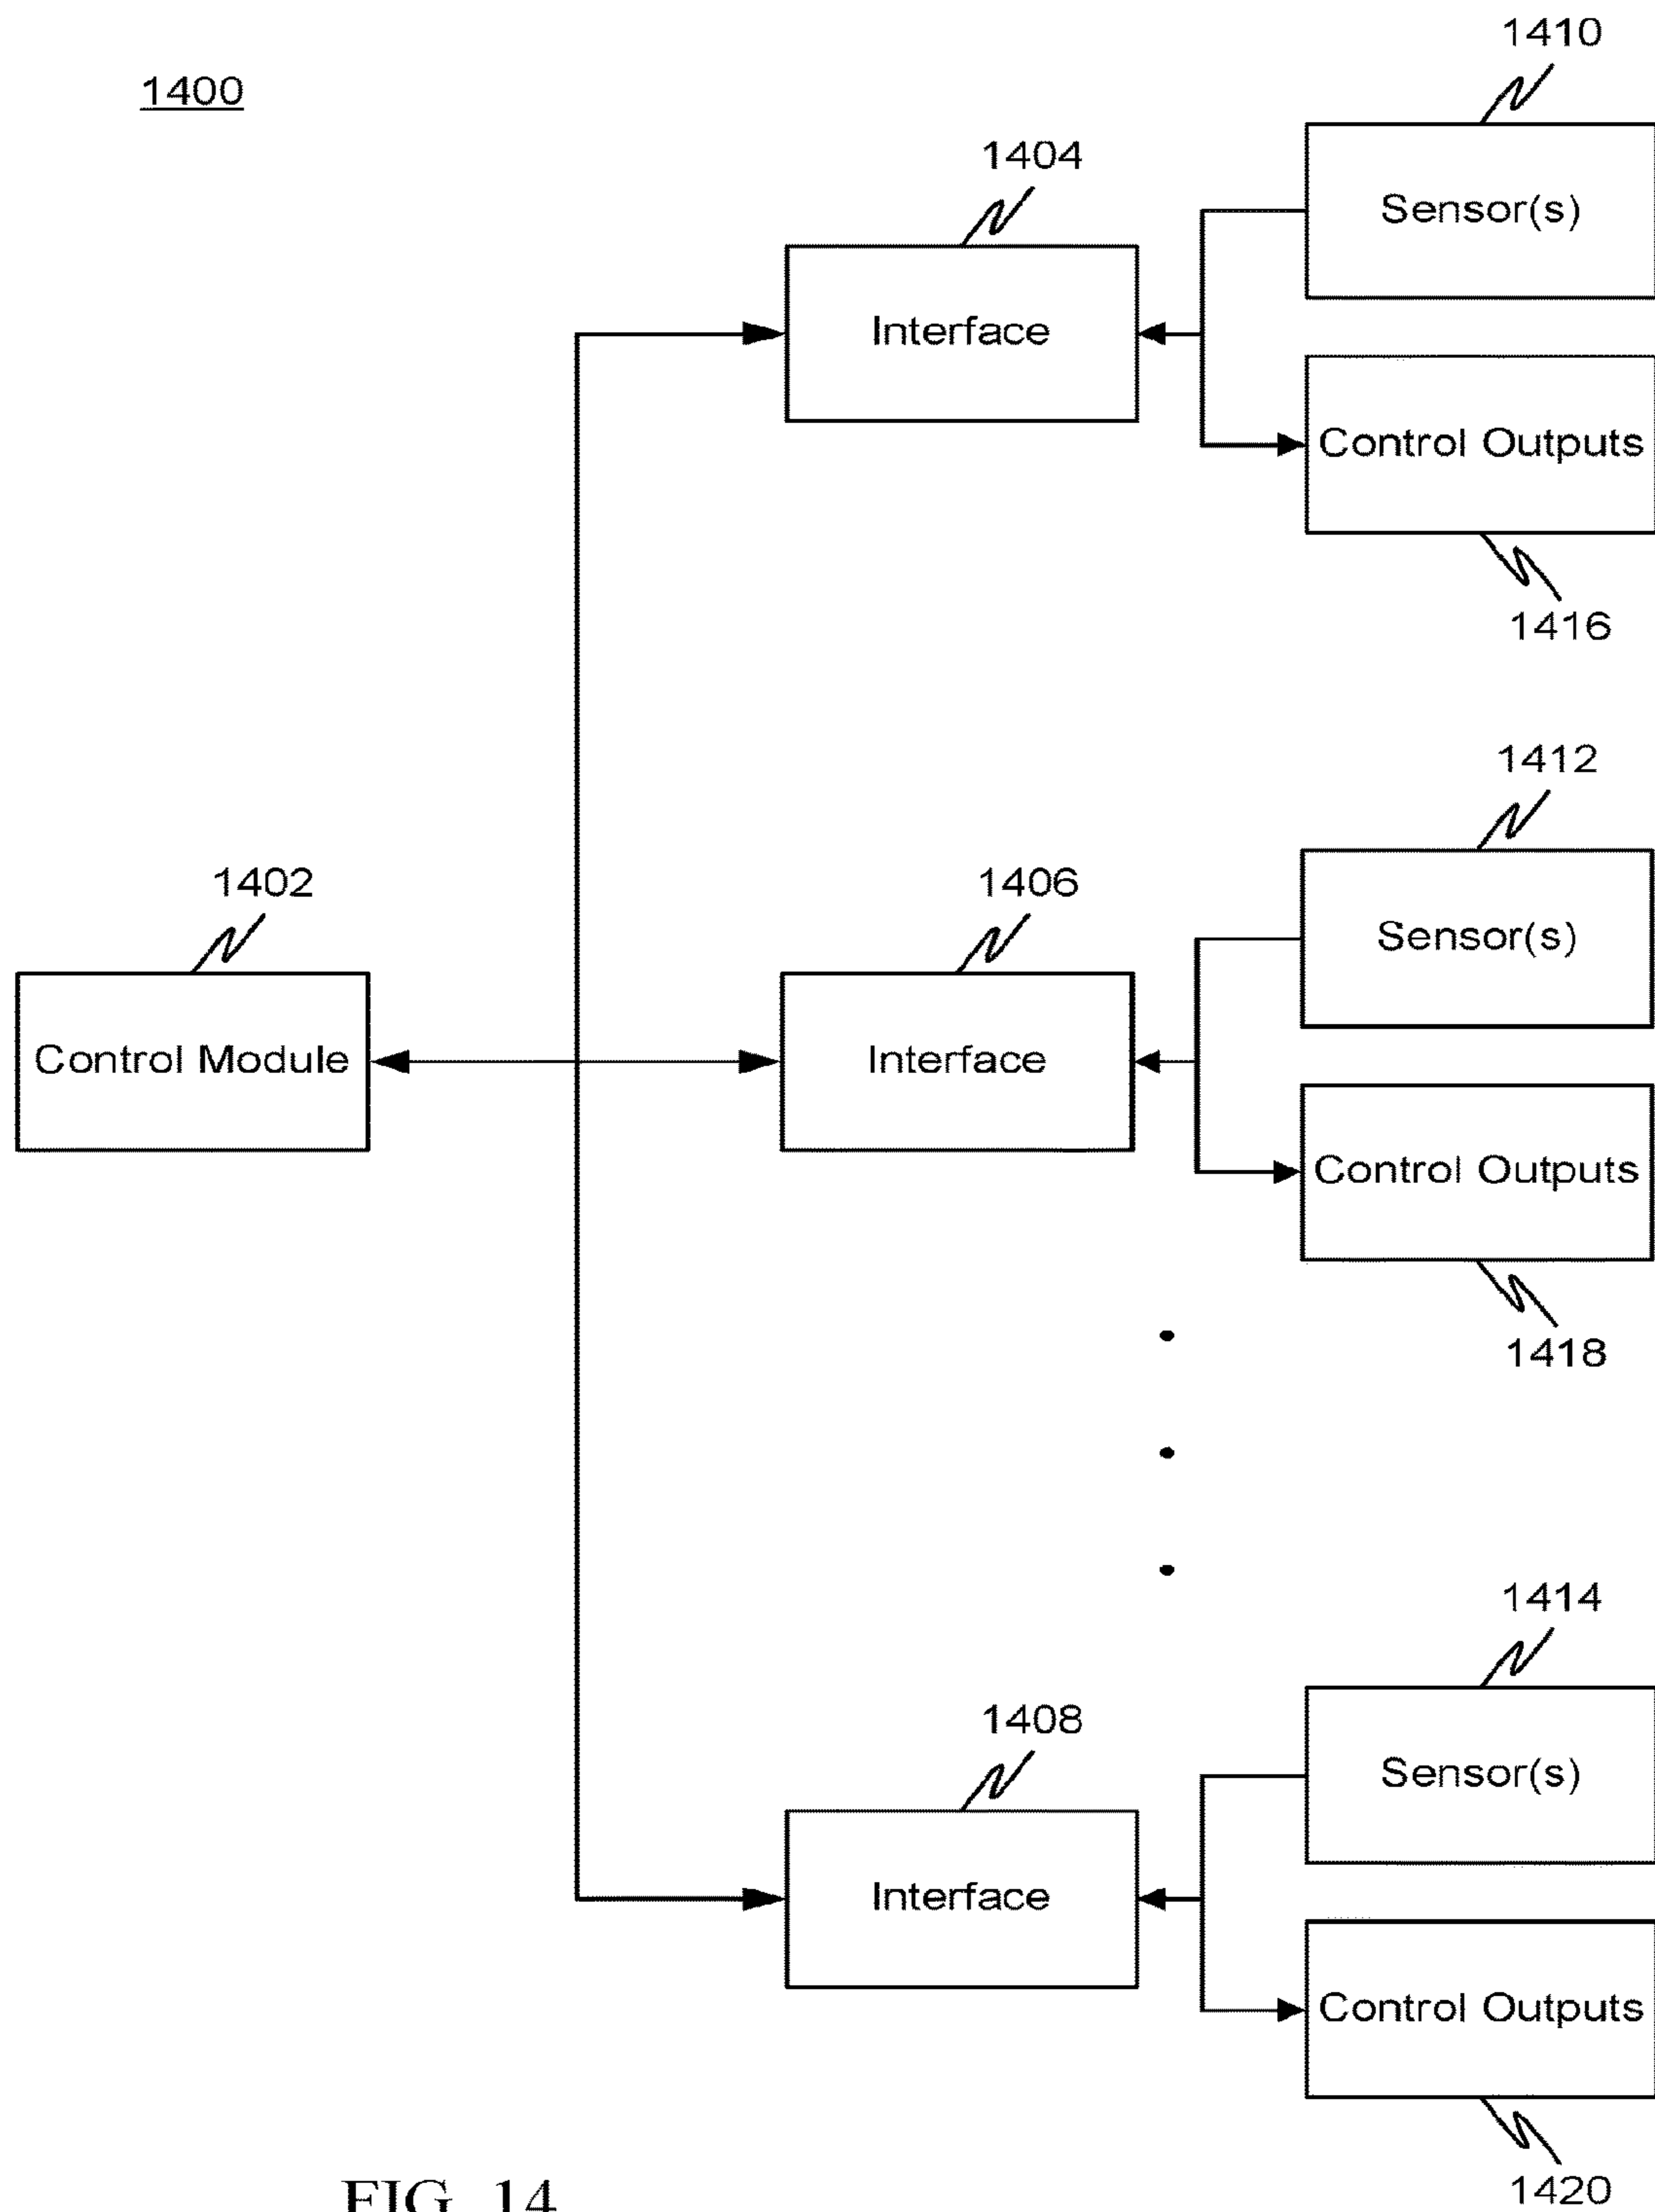 1400
1410
Sensor(s)
1404
Interface
Control Outputs
1416
1412
Sensor(s)
1402
Control Module
1406
Interface
Control Outputs
1418
1414
Sensor(s)
1408
Interface
Control Outputs
1420
FIG. 14